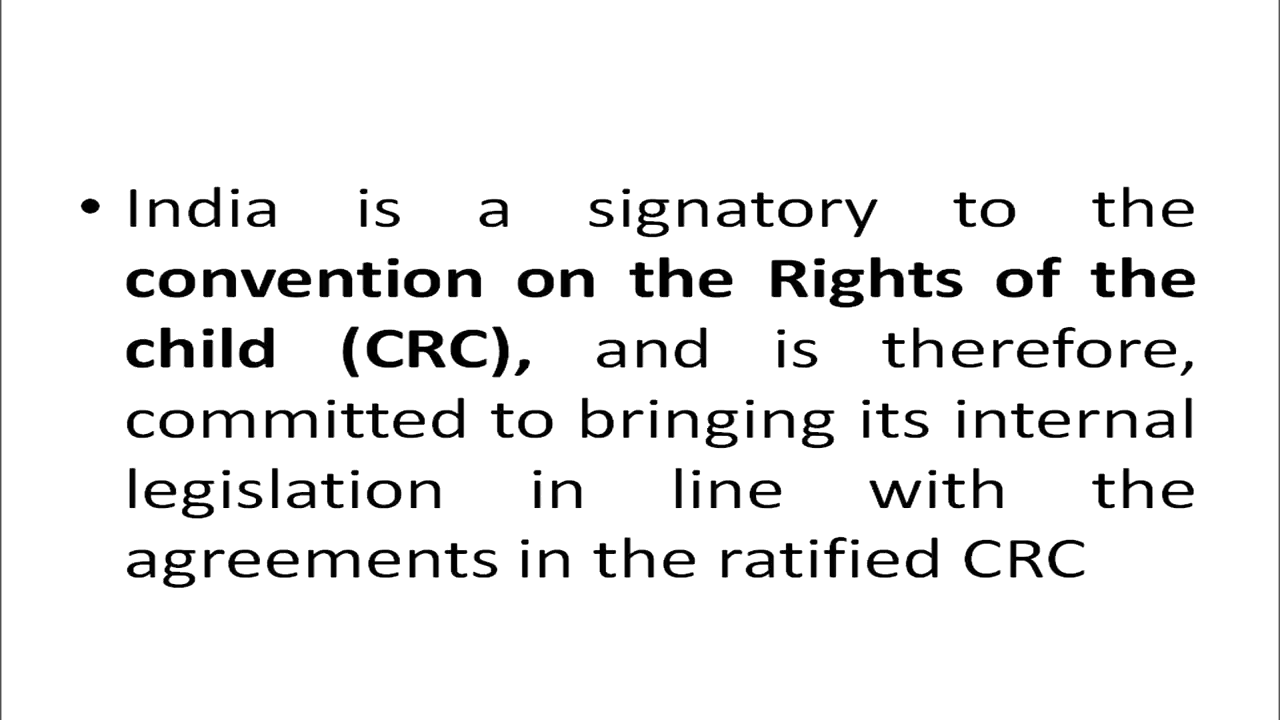 • India is a signatory to the
convention on the Rights of the
child (CRC), and is therefore,
committed to bringing its internal
legislation in line with the
agreements in the ratified CRC